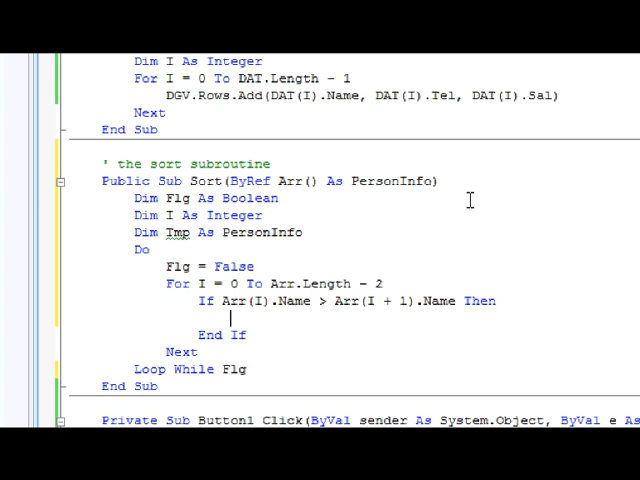 Dim I As Integer
For I = 0 To DAT.Length - 1
DGV.Rows.Add(DAT(I).Name, DAT(I).Tel, DAT(I).Sal)
Next
End Sub
' the sort subroutine
Public Sub Sort(ByRef Arr() As PersonInfo)
Dim Flg As Boolean
Dim I As Integer
Dim Tmp As PersonInfo
Do
Flg = False
For I = 0 To Arr.Length - 2
If Arr(I).Name > Arr(I + 1).Name Then
End If
Next
Loop While Flg
End Sub
Private Sub Button1_Click(ByVal sender As System.Object, ByVal e As